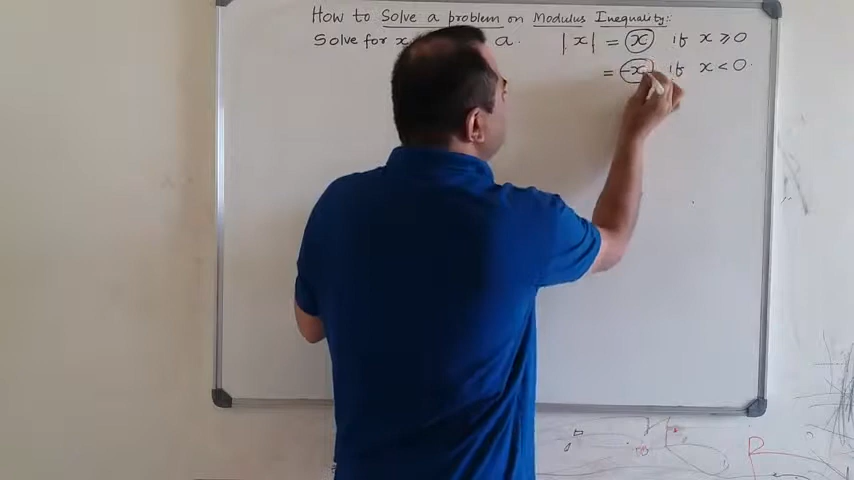 How to Solve a problem on Modulus Inequality:
Solve for x a. |x| = x if x ≥ 0
= -x if x < 0.
R